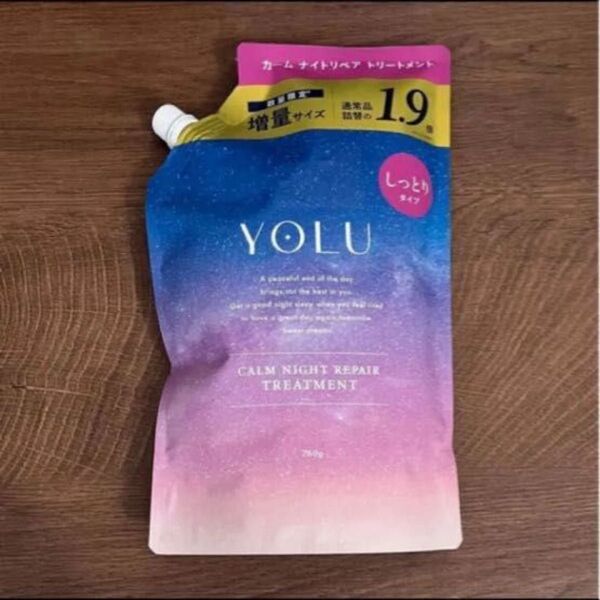 カーム ナイトリペア トリートメント
数量限定
増量サイズ
通常品
詰替の
1.9倍
しっとり
タイプ
YOLU
A peaceful end of the day
brings out the best in you.
Get a good night sleep when you feel tired
to have a great day again tomorrow
Sweet dreams
CALM NIGHT REPAIR
TREATMENT
760g